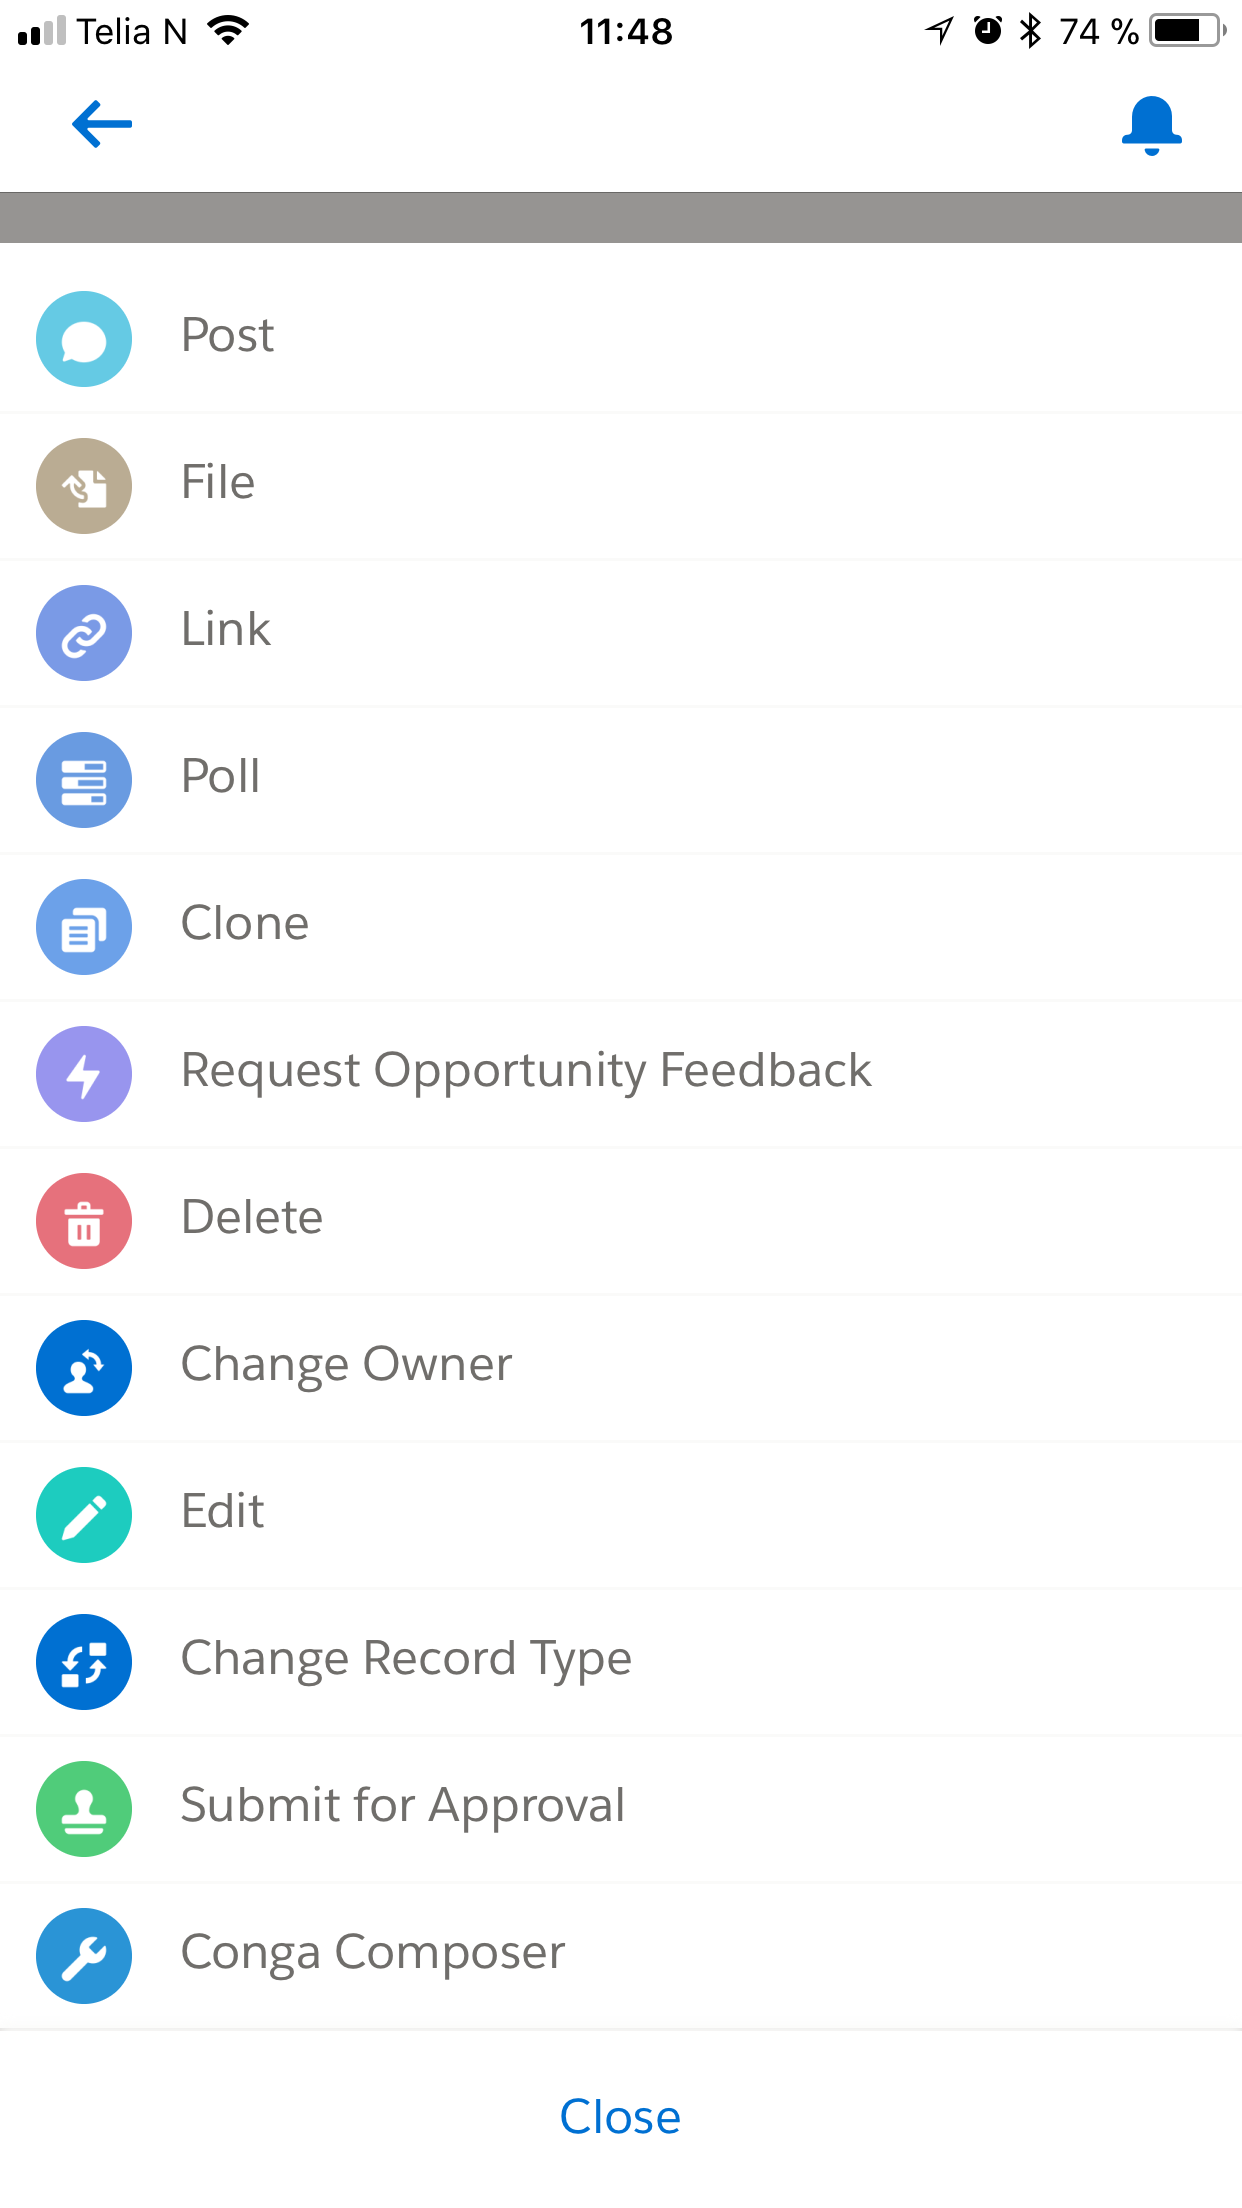 Telia N 11:48 74 %
Post
File
Link
Poll
Clone
Request Opportunity Feedback
Delete
Change Owner
Edit
Change Record Type
Submit for Approval
Conga Composer
Close